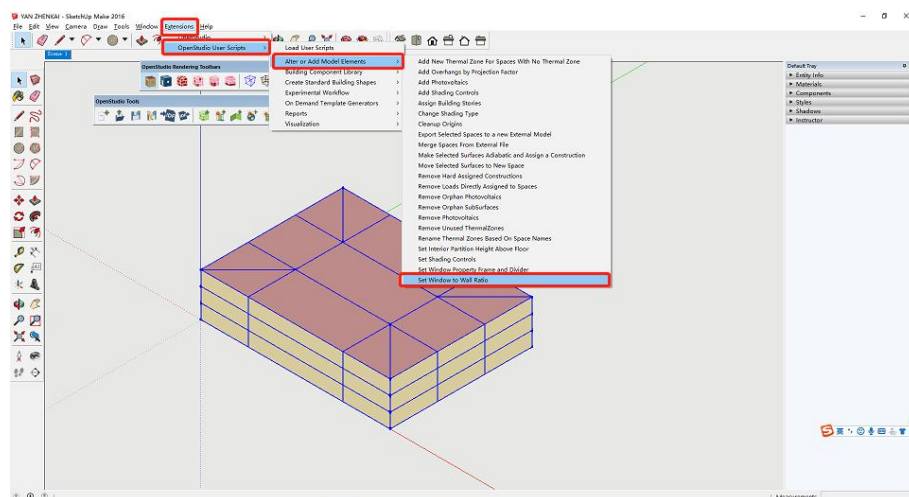 YAN ZHENKAI - SketchUp Make 2016
File Edit View Camera Draw Tools Window Extensions Help
Scene 1
OpenStudio User Scripts
Load User Scripts
Alter or Add Model Elements
Building Component Library
Create Standard Building Shapes
Experimental Workflow
On Demand Template Generators
Reports
Visualization
Add New Thermal Zone For Spaces With No Thermal Zone
Add Overhangs by Projection Factor
Add Photovoltaics
Add Shading Controls
Assign Building Stories
Change Shading Type
Cleanup Origins
Export Selected Spaces to a new External Model
Merge Spaces From External File
Make Selected Surfaces Adiabatic and Assign a Construction
Move Selected Surfaces to New Space
Remove Hard Assigned Constructions
Remove Loads Directly Assigned to Spaces
Remove Orphan Photovoltaics
Remove Orphan SubSurfaces
Remove Photovoltaics
Remove Unused ThermalZones
Rename Thermal Zones Based On Space Names
Set Interior Partition Height Above Floor
Set Shading Controls
Set Window Property Frame and Divider
Set Window to Wall Ratio
OpenStudio Rendering Toolbars
OpenStudio Tools
Default Tray
Entity Info
Materials
Components
Styles
Shadows
Instructor
英